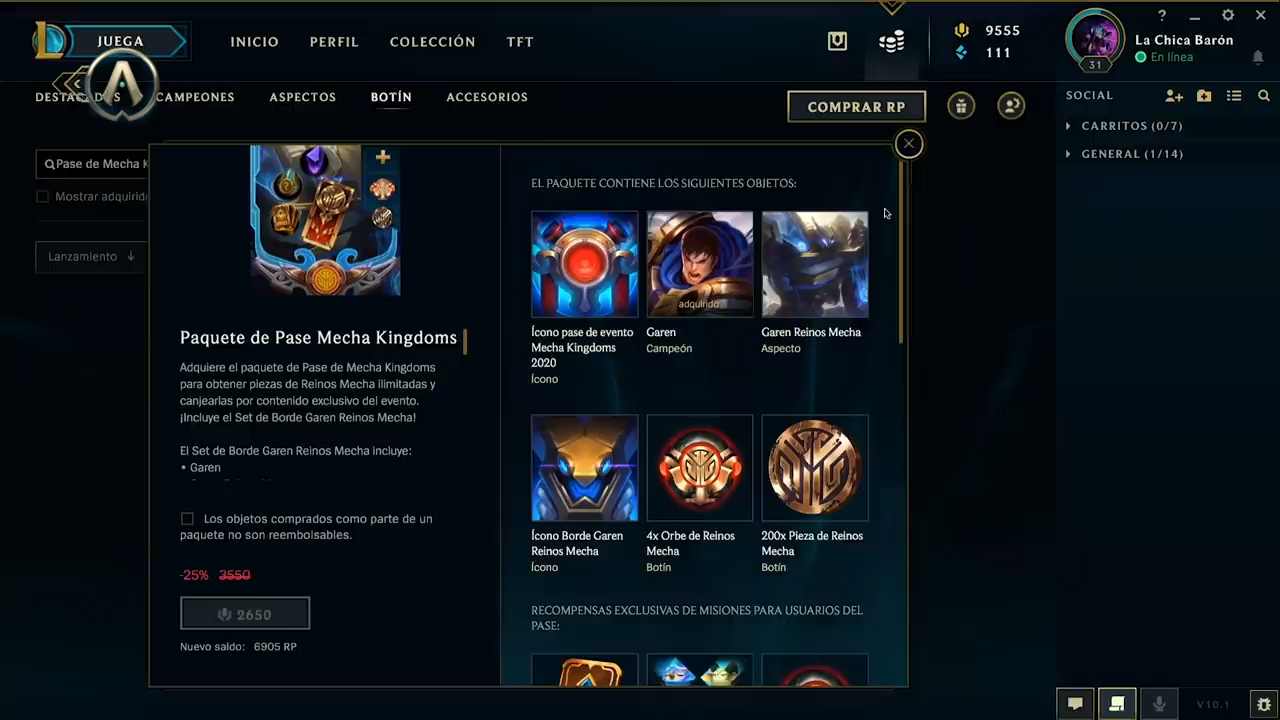 JUEGA
INICIO
PERFIL
COLECCIÓN
TFT
9555
111
31
La Chica Barón
En línea
DESTACADOS
CAMPEONES
ASPECTOS
BOTÍN
ACCESORIOS
COMPRAR RP
SOCIAL
CARRITOS (0/7)
GENERAL (1/14)
Pase de Mecha K
Mostrar adquirid
Lanzamiento
Paquete de Pase Mecha Kingdoms
Adquiere el paquete de Pase de Mecha Kingdoms
para obtener piezas de Reinos Mecha ilimitadas y
canjearlas por contenido exclusivo del evento.
¡Incluye el Set de Borde Garen Reinos Mecha!
El Set de Borde Garen Reinos Mecha incluye:
• Garen
Los objetos comprados como parte de un
paquete no son reembolsables.
-25% 3550
2650
Nuevo saldo: 6905 RP
EL PAQUETE CONTIENE LOS SIGUIENTES OBJETOS:
adquirido
Ícono pase de evento
Mecha Kingdoms
2020
Ícono
Garen
Campeón
Garen Reinos Mecha
Aspecto
Ícono Borde Garen
Reinos Mecha
Ícono
4x Orbe de Reinos
Mecha
Botín
200x Pieza de Reinos
Mecha
Botín
RECOMPENSAS EXCLUSIVAS DE MISIONES PARA USUARIOS DEL
PASE:
V10.1